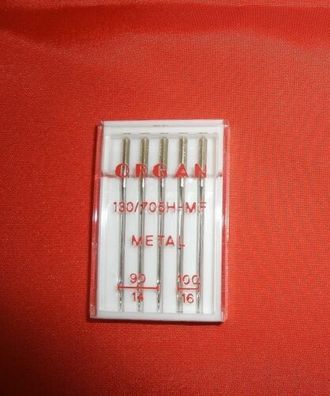 ORGAN
130/705H-MF
METAL
90 100
14 16